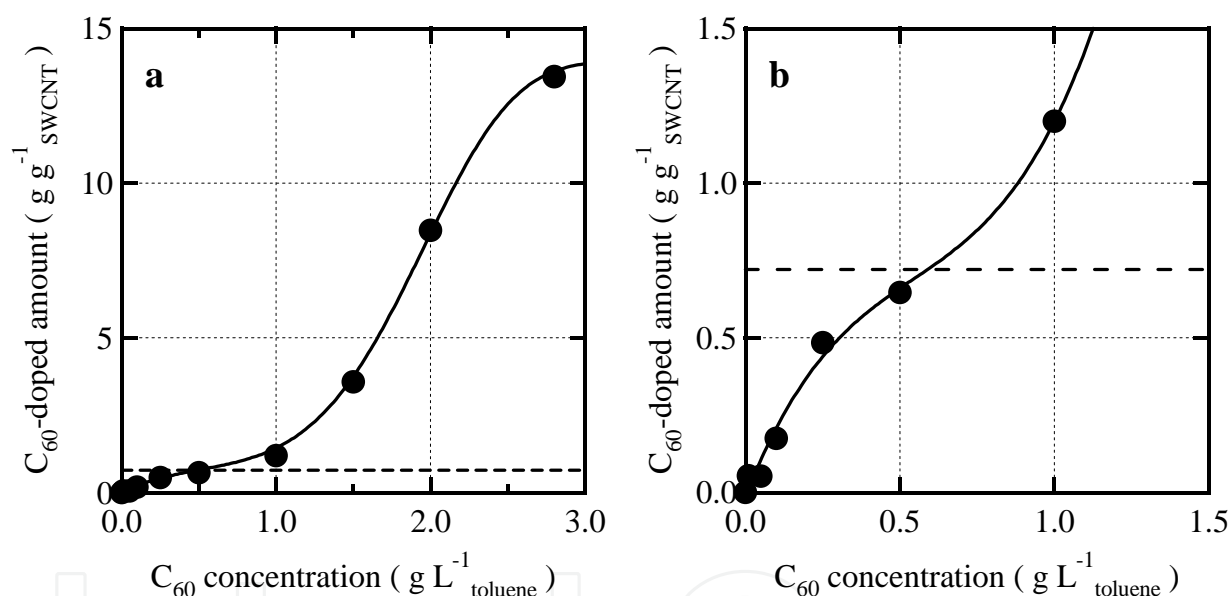 a
C60-doped amount ( g g-1 SWCNT )
15
10
5
0
0.0 1.0 2.0 3.0
C60 concentration ( g L-1 toluene )
b
C60-doped amount ( g g-1 SWCNT )
1.5
1.0
0.5
0.0
0.0 0.5 1.0 1.5
C60 concentration ( g L-1 toluene )